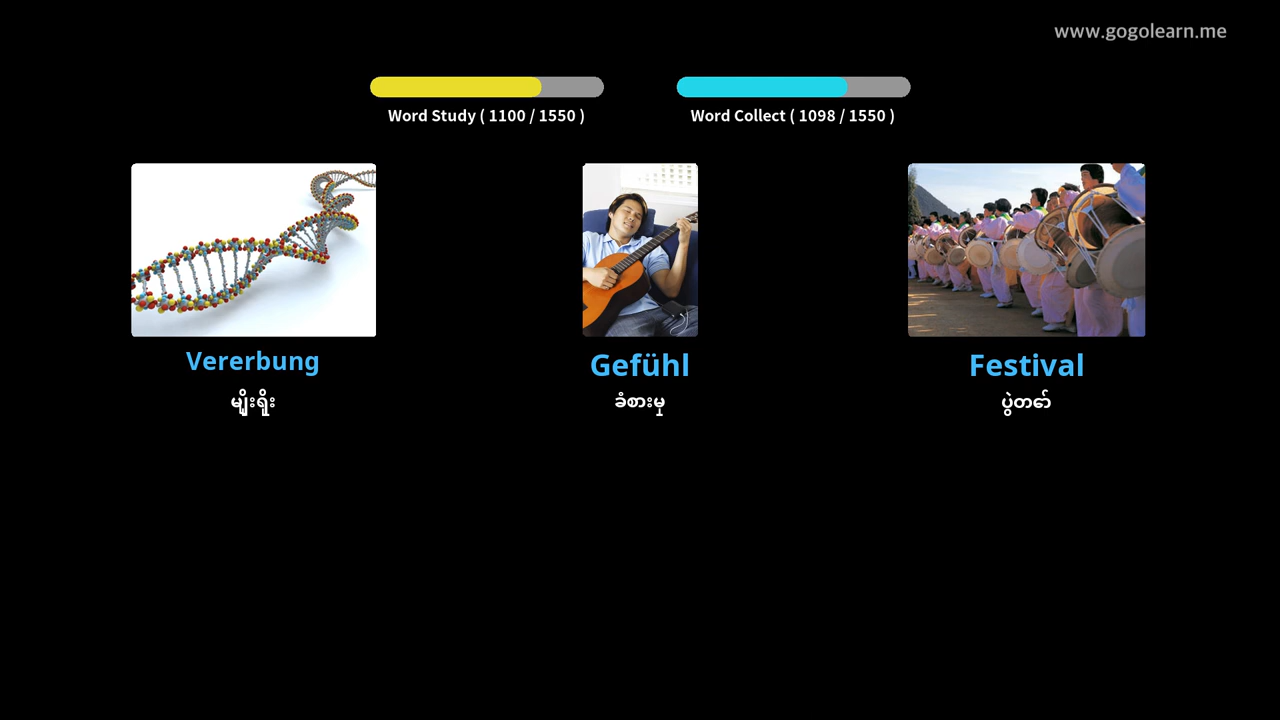 www.gogolearn.me
Word Study ( 1100 / 1550 )
Word Collect ( 1098 / 1550 )
Vererbung
Gefühl
Festival
မျိုးရိုး
ခံစားမှ
ပွဲတော်